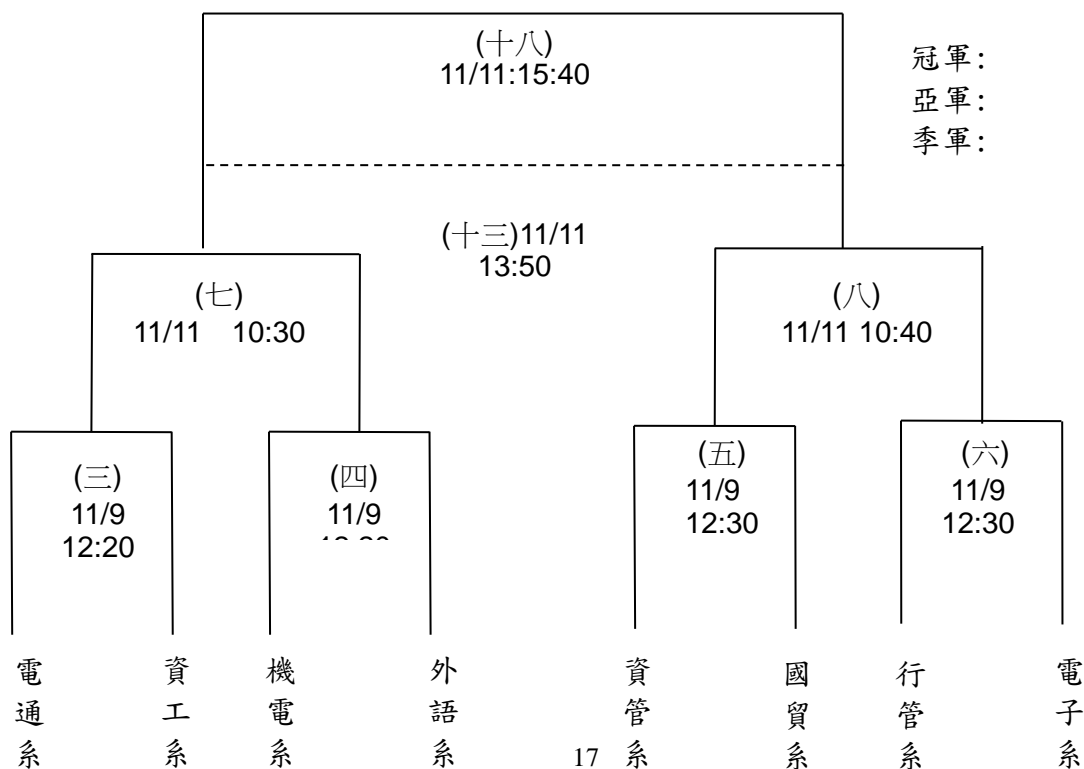 (十八)
11/11:15:40
冠軍:
亞軍:
季軍:
(十三)11/11
13:50
(七)
11/11 10:30
(八)
11/11 10:40
(三)
11/9
12:20
(四)
11/9
(五)
11/9
12:30
(六)
11/9
12:30
電通系
資工系
機電系
外語系
資管系
國貿系
行管系
電子系
17